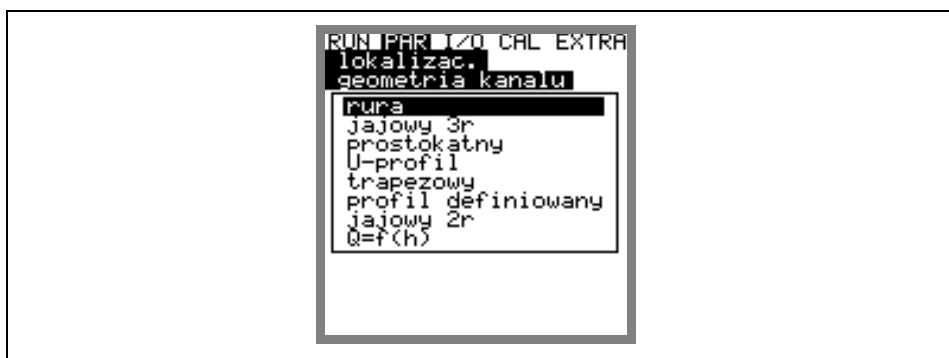 RUN PAR I/O CAL EXTRA
lokalizac.
geometria kanalu
rura
jajowy 3r
prostokatny
U-profil
trapezowy
profil definiowany
jajowy 2r
Q=f(h)